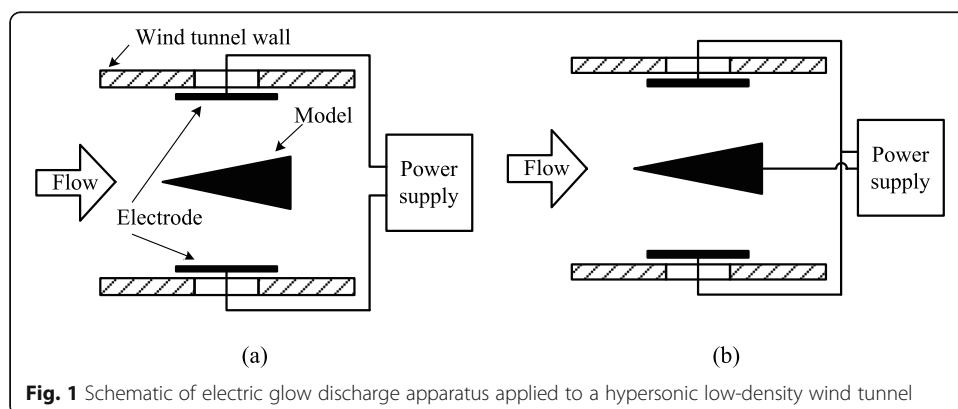 Wind tunnel wall
Model
Flow
Electrode
Power
supply
(a)
Flow
Power
supply
(b)
Fig. 1 Schematic of electric glow discharge apparatus applied to a hypersonic low-density wind tunnel